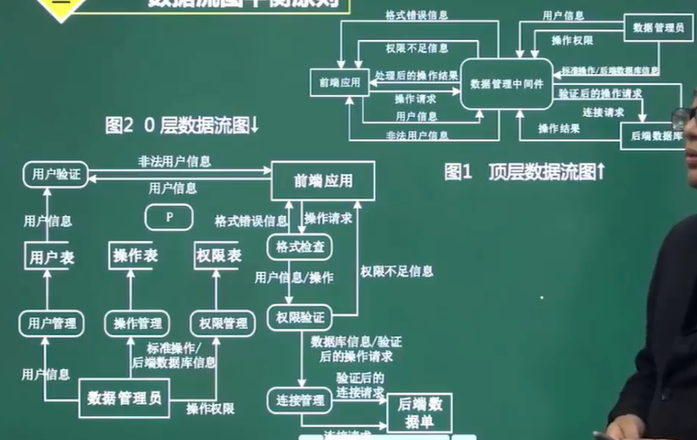 数据流图平衡原则
格式错误信息
用户信息
数据管理员
权限不足信息
操作权限
前端应用
处理后的操作结果
数据管理中间件
标准操作/后端数据库信息
操作请求
验证后的操作请求
用户信息
连接请求
非法用户信息
操作结果
后端数据库
图2 0 层数据流图↓
图1 顶层数据流图↑
用户验证
非法用户信息
用户信息
前端应用
P
格式错误信息
操作请求
用户信息
用户表
操作表
权限表
格式检查
用户信息/操作
权限不足信息
用户管理
操作管理
权限管理
权限验证
标准操作/
后端数据库信息
数据库信息/验证
后的操作请求
用户信息
数据管理员
操作权限
连接管理
验证后的
连接请求
后端数
据单